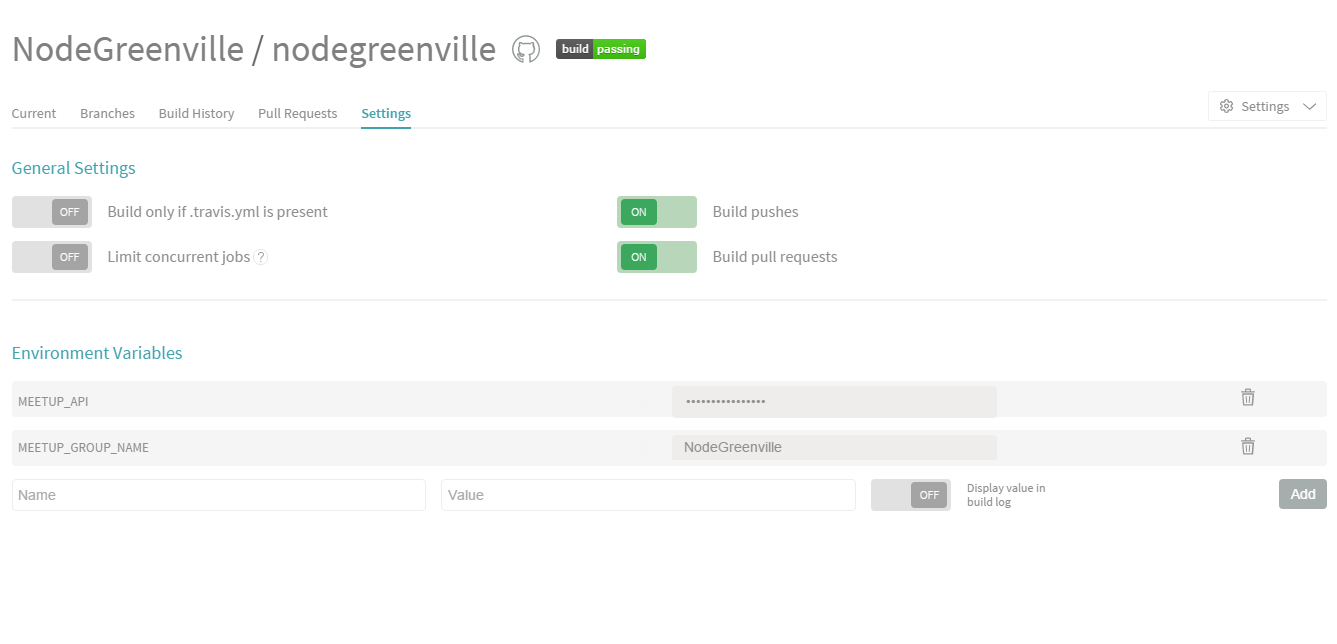 NodeGreenville / nodegreenville build passing
Current Branches Build History Pull Requests Settings Settings
General Settings
OFF Build only if .travis.yml is present ON Build pushes
OFF Limit concurrent jobs ? ON Build pull requests
Environment Variables
MEETUP_API ••••••••••••••••
MEETUP_GROUP_NAME NodeGreenville
Name Value OFF Display value in
build log
Add